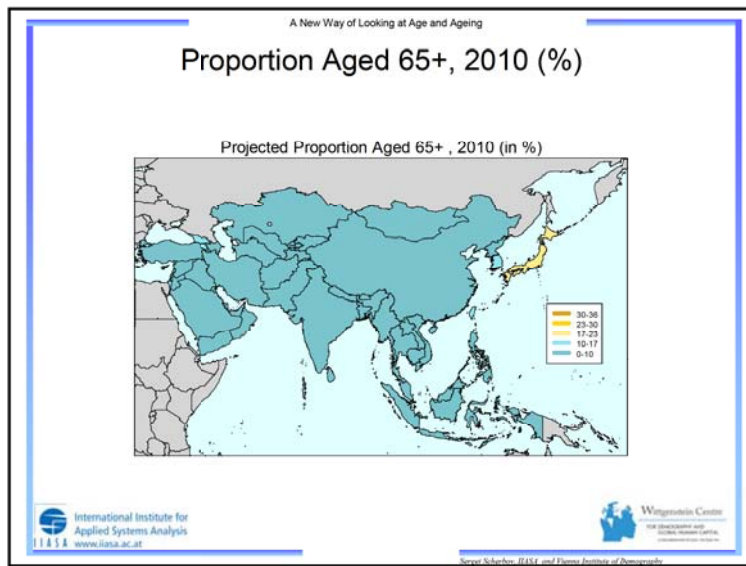 A New Way of Looking at Age and Ageing
Proportion Aged 65+, 2010 (%)
Projected Proportion Aged 65+ , 2010 (in %)
30-36
23-30
17-23
10-17
0-10
International Institute for
Applied Systems Analysis
IIASA www.iiasa.ac.at
Wittgenstein Centre
FOR DEMOGRAPHY AND
GLOBAL HUMAN CAPITAL
Sergei Scherbov, IIASA and Vienna Institute of Demography